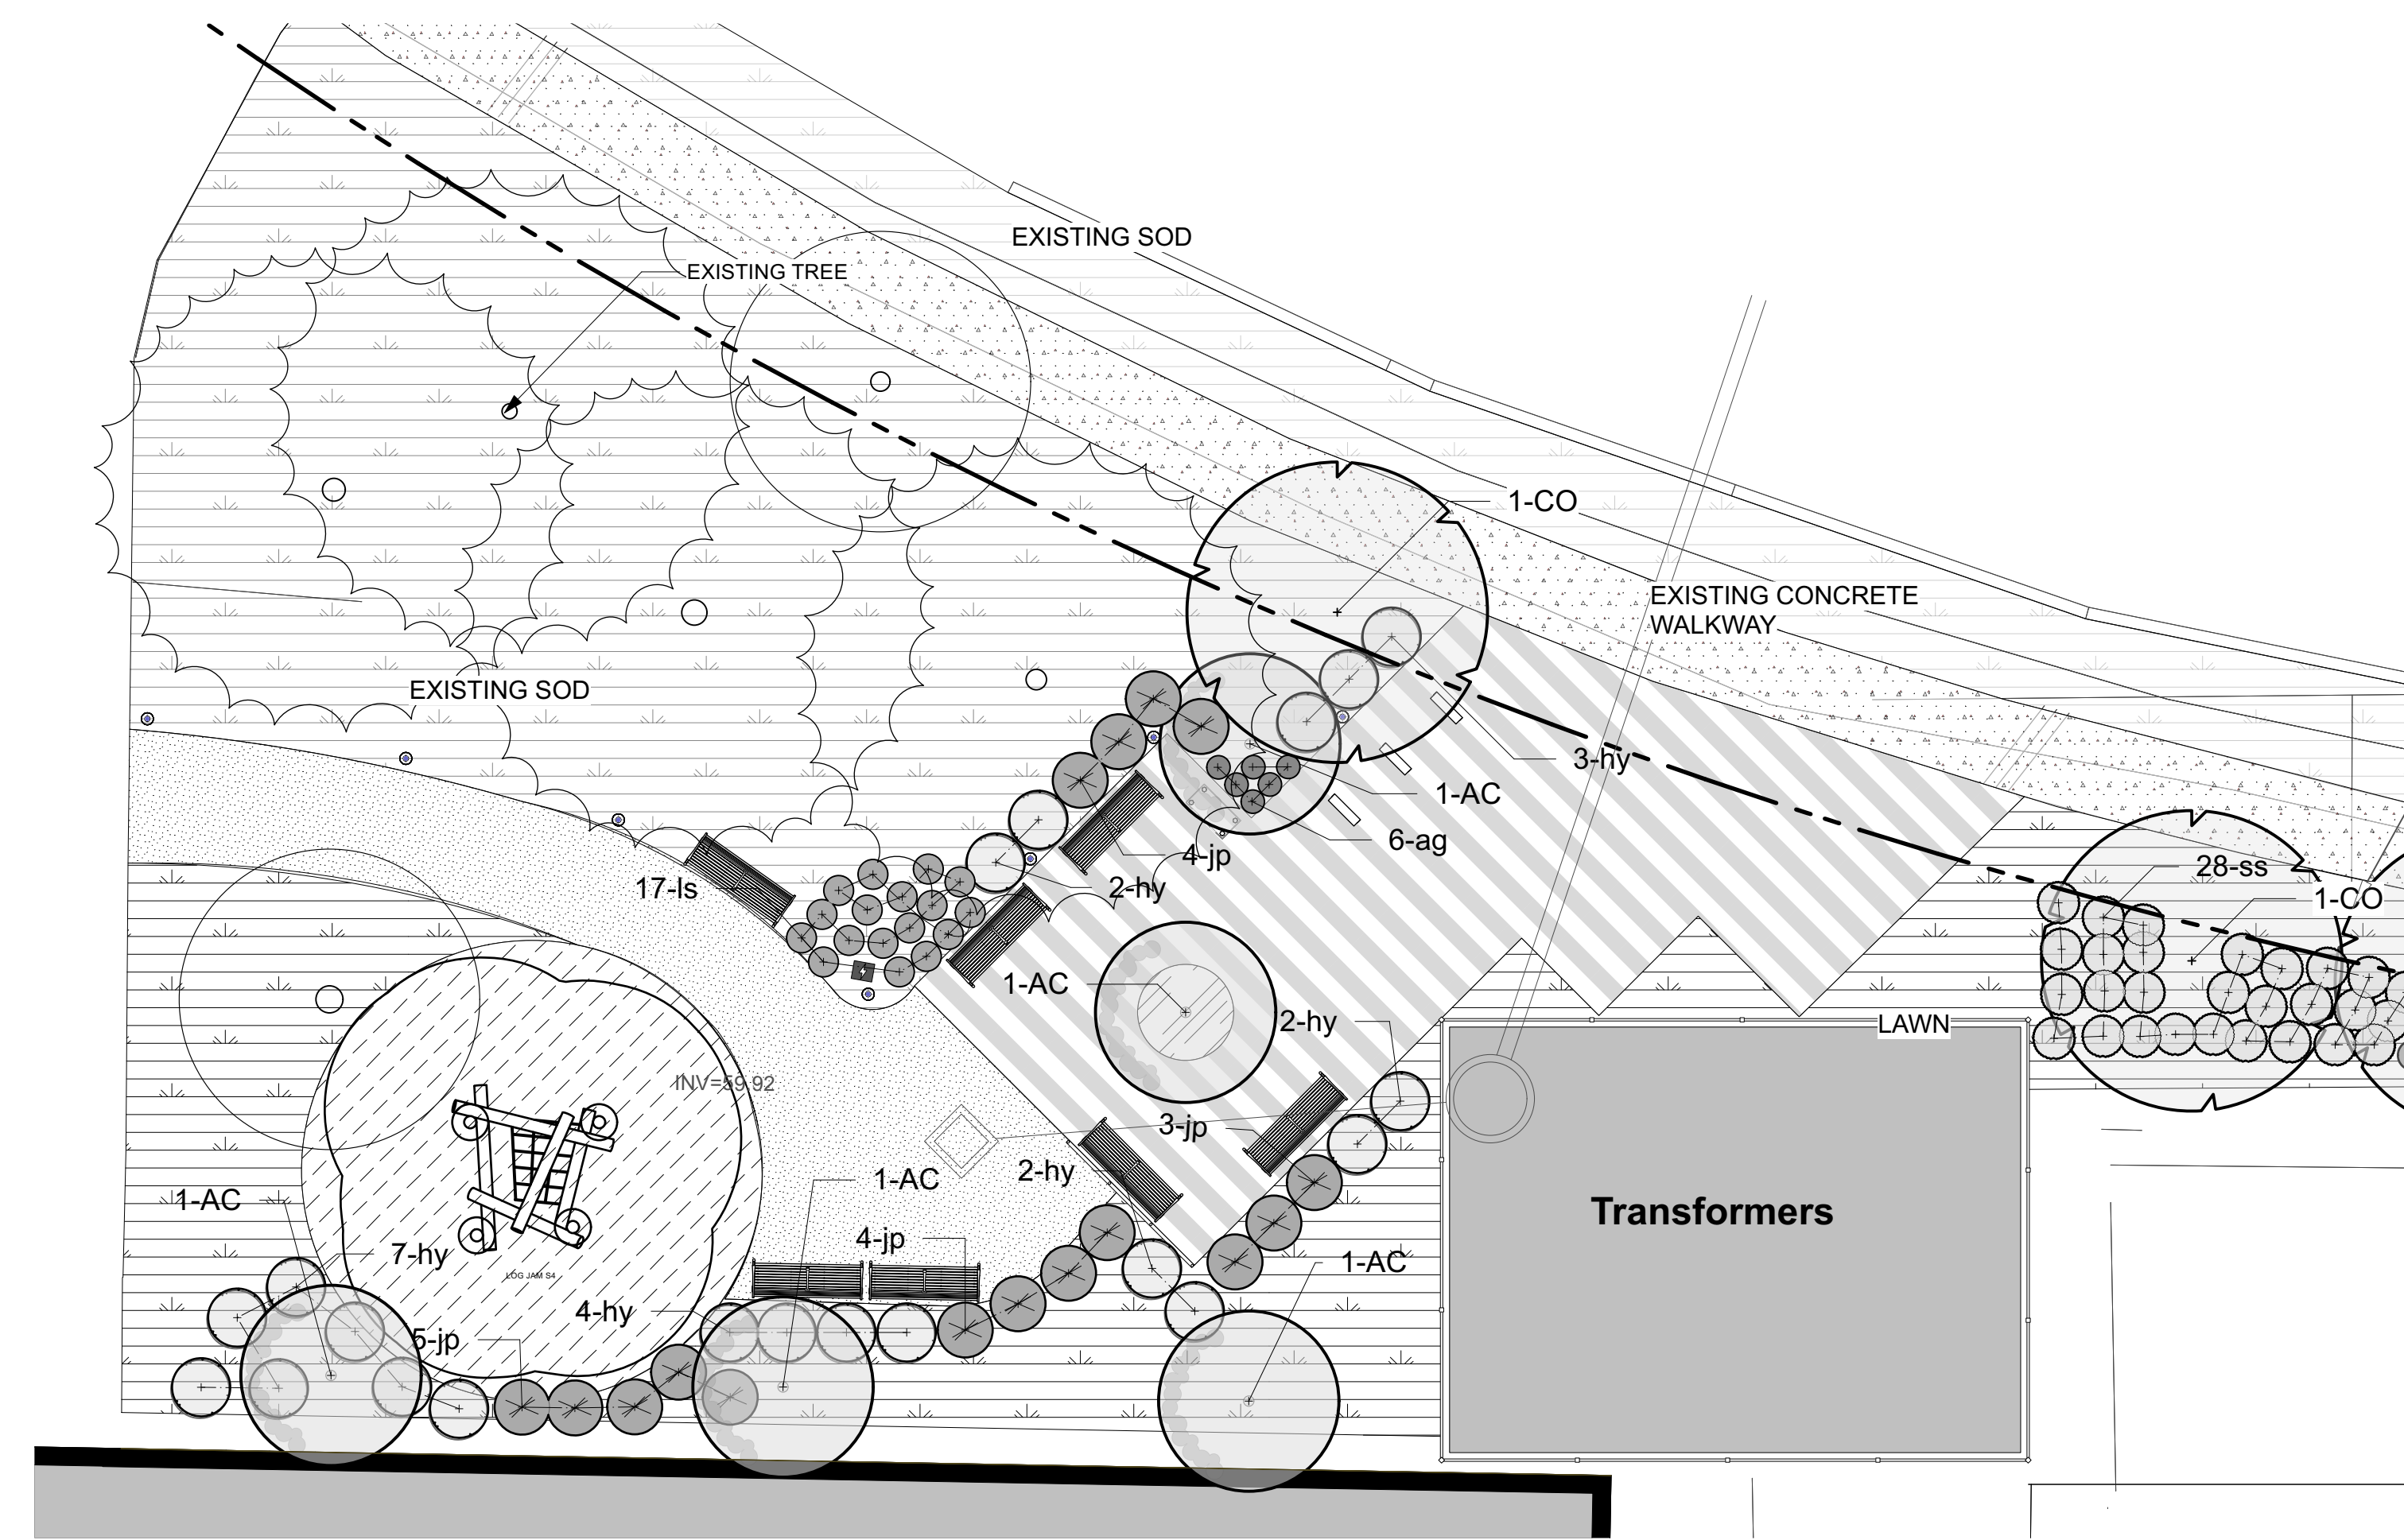 EXISTING SOD
EXISTING TREE
1-CO
EXISTING CONCRETE
WALKWAY
EXISTING SOD
3-hy
1-AC
6-ag
4-jp
28-ss
17-ls
2-hy
1-CO
1-AC
2-hy
LAWN
INV=59.92
3-jp
2-hy
1-AC
1-AC
Transformers
4-jp
7-hy
1-AC
LOG JAM S4
4-hy
5-jp